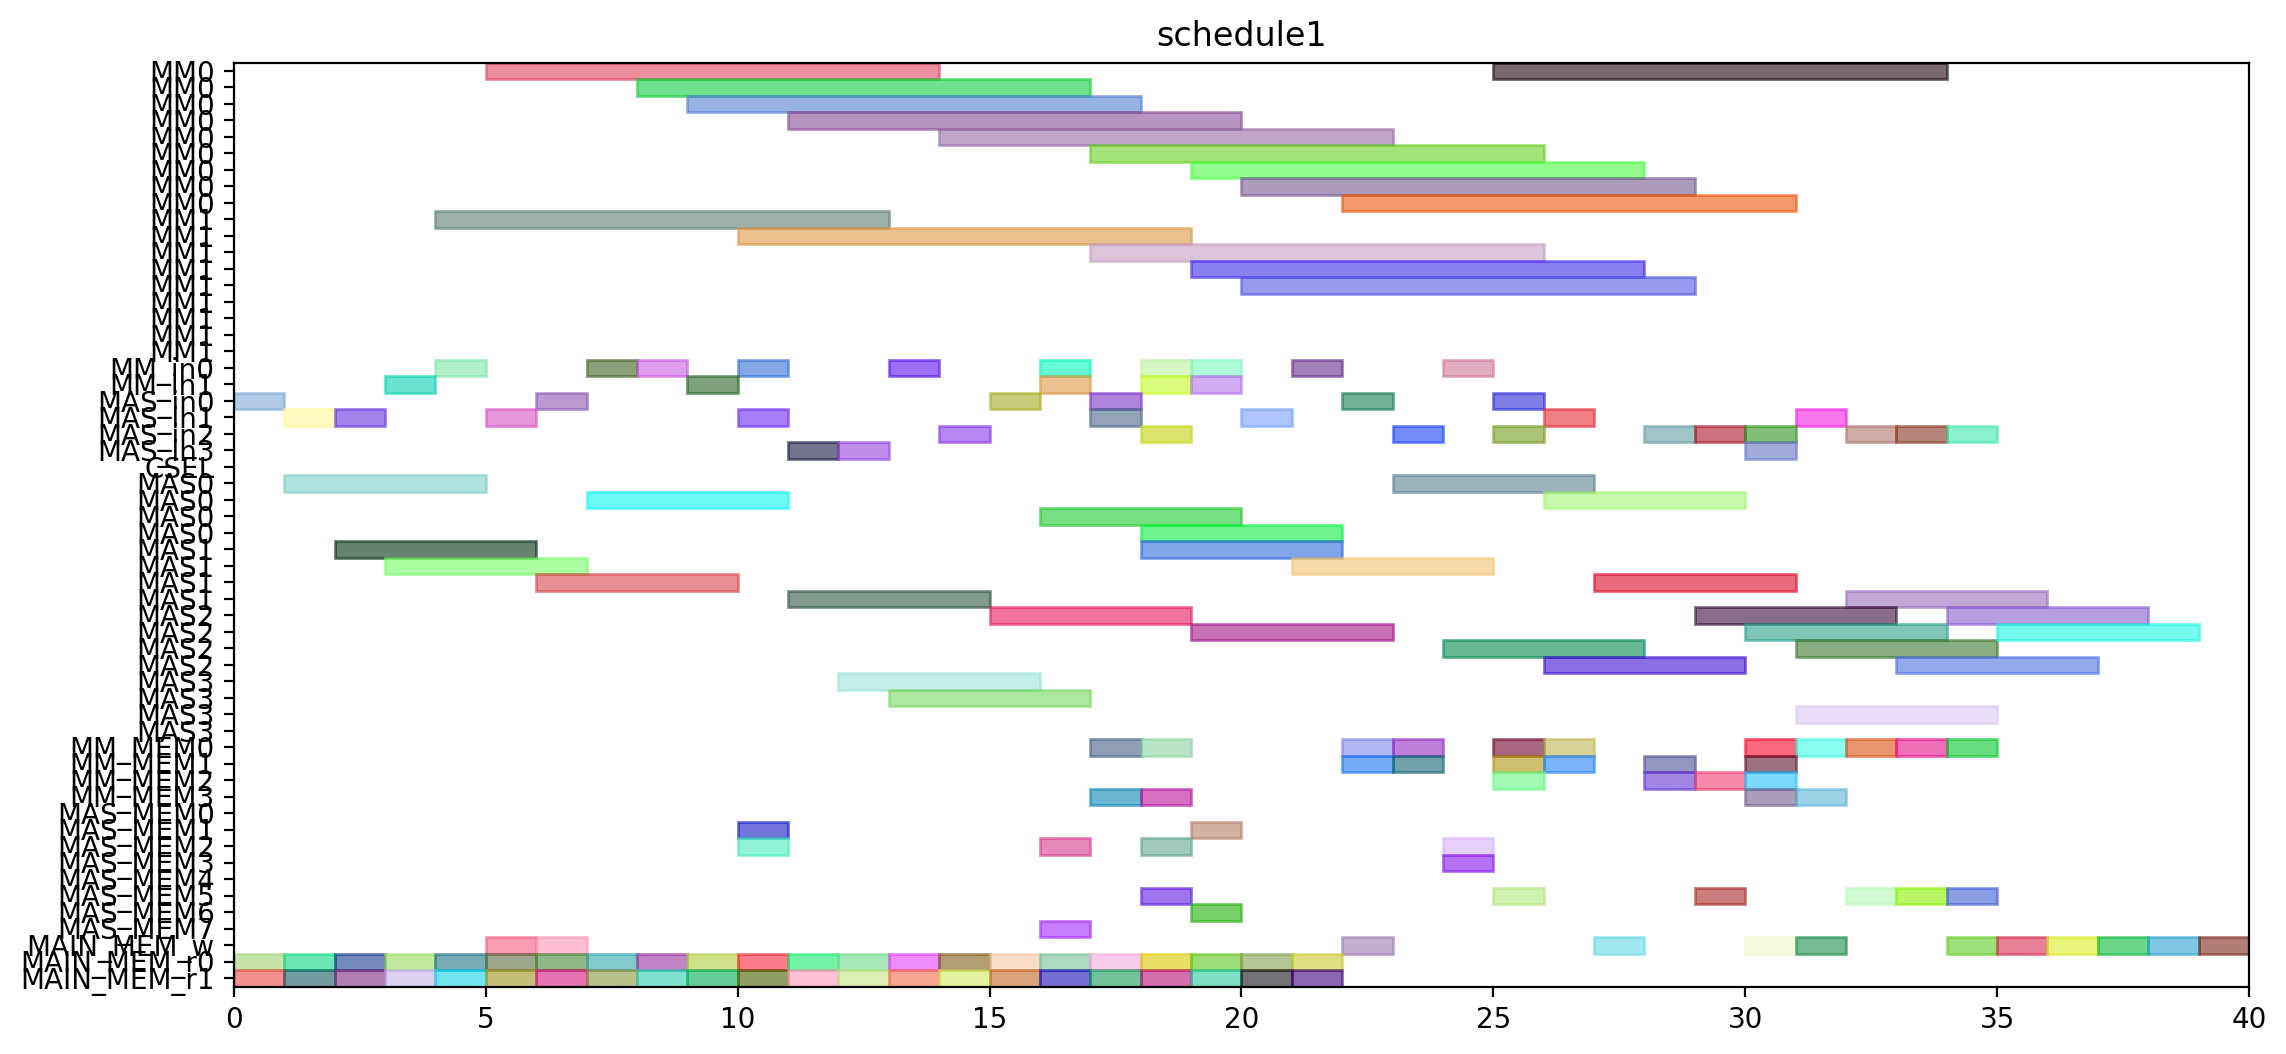 schedule1
MM0
MM0
MM0
MM0
MM0
MM0
MM0
MM0
MM0
MM1
MM1
MM1
MM1
MM1
MM1
MM1
MM1
MM1
MM_in0
MM_in1
MAS_in0
MAS_in1
MAS_in2
MAS_in3
CSEL
MAS0
MAS0
MAS0
MAS0
MAS1
MAS1
MAS1
MAS1
MAS2
MAS2
MAS2
MAS2
MAS3
MAS3
MAS3
MAS3
MM_MEM0
MM_MEM1
MM_MEM2
MM_MEM3
MAS_MEM0
MAS_MEM1
MAS_MEM2
MAS_MEM3
MAS_MEM4
MAS_MEM5
MAS_MEM6
MAS_MEM7
MAIN_MEM_w
MAIN_MEM_r0
MAIN_MEM_r1
0 5 10 15 20 25 30 35 40